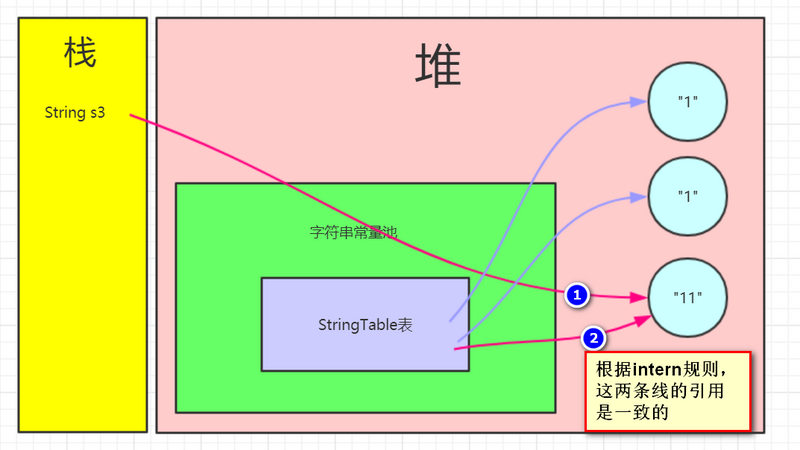 栈
堆
String s3
"1"
"1"
字符串常量池
"11"
1
StringTable表
2
根据intern规则，
这两条线的引用
是一致的